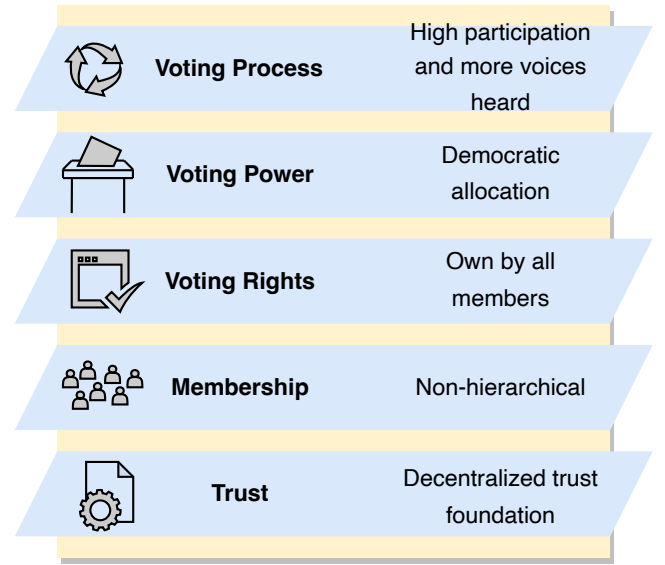 Voting Process
High participation
and more voices
heard
Voting Power
Democratic
allocation
Voting Rights
Own by all
members
Membership
Non-hierarchical
Trust
Decentralized trust
foundation